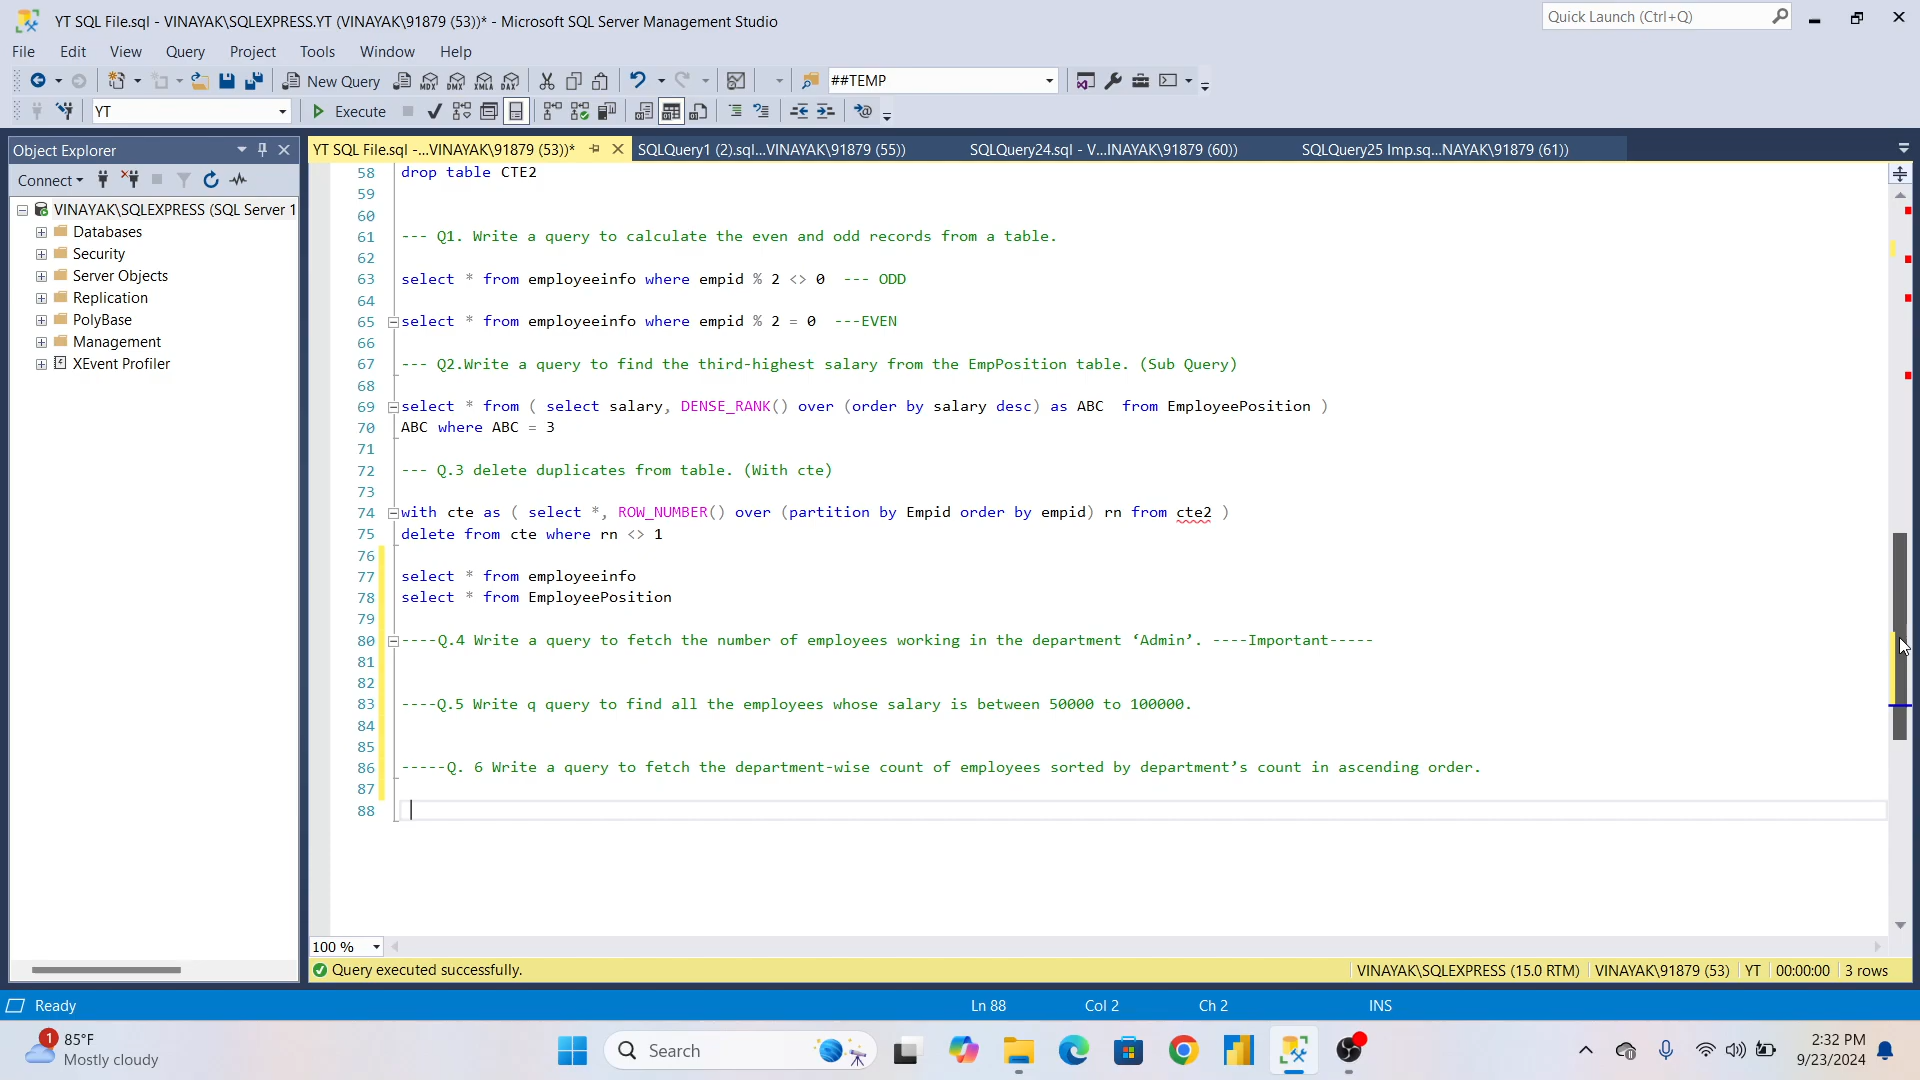 YT SQL File.sql - VINAYAK\SQLEXPRESS.YT (VINAYAK\91879 (53))* - Microsoft SQL Server Management Studio
Quick Launch (Ctrl+Q)
File Edit View Query Project Tools Window Help
New Query MDX DMX XMLA DAX ##TEMP
YT Execute
Object Explorer
YT SQL File.sql -...VINAYAK\91879 (53))* SQLQuery1 (2).sql...VINAYAK\91879 (55)) SQLQuery24.sql - V...INAYAK\91879 (60)) SQLQuery25 Imp.sq...NAYAK\91879 (61))
Connect
VINAYAK\SQLEXPRESS (SQL Server 1
Databases
Security
Server Objects
Replication
PolyBase
Management
XEvent Profiler
58 drop table CTE2
59
60
61 --- Q1. Write a query to calculate the even and odd records from a table.
62
63 select * from employeeinfo where empid % 2 <> 0  --- ODD
64
65 select * from employeeinfo where empid % 2 = 0  ---EVEN
66
67 --- Q2.Write a query to find the third-highest salary from the EmpPosition table. (Sub Query)
68
69 select * from ( select salary, DENSE_RANK() over (order by salary desc) as ABC  from EmployeePosition )
70 ABC where ABC = 3
71
72 --- Q.3 delete duplicates from table. (With cte)
73
74 with cte as ( select *, ROW_NUMBER() over (partition by Empid order by empid) rn from cte2 )
75 delete from cte where rn <> 1
76
77 select * from employeeinfo
78 select * from EmployeePosition
79
80 ----Q.4 Write a query to fetch the number of employees working in the department ‘Admin’. ----Important-----
81
82
83 ----Q.5 Write q query to find all the employees whose salary is between 50000 to 100000.
84
85
86 -----Q. 6 Write a query to fetch the department-wise count of employees sorted by department’s count in ascending order.
87
88
100 %
Query executed successfully. VINAYAK\SQLEXPRESS (15.0 RTM) VINAYAK\91879 (53) YT 00:00:00 3 rows
Ready Ln 88 Col 2 Ch 2 INS
1 85°F
Mostly cloudy
Search
2:32 PM
9/23/2024